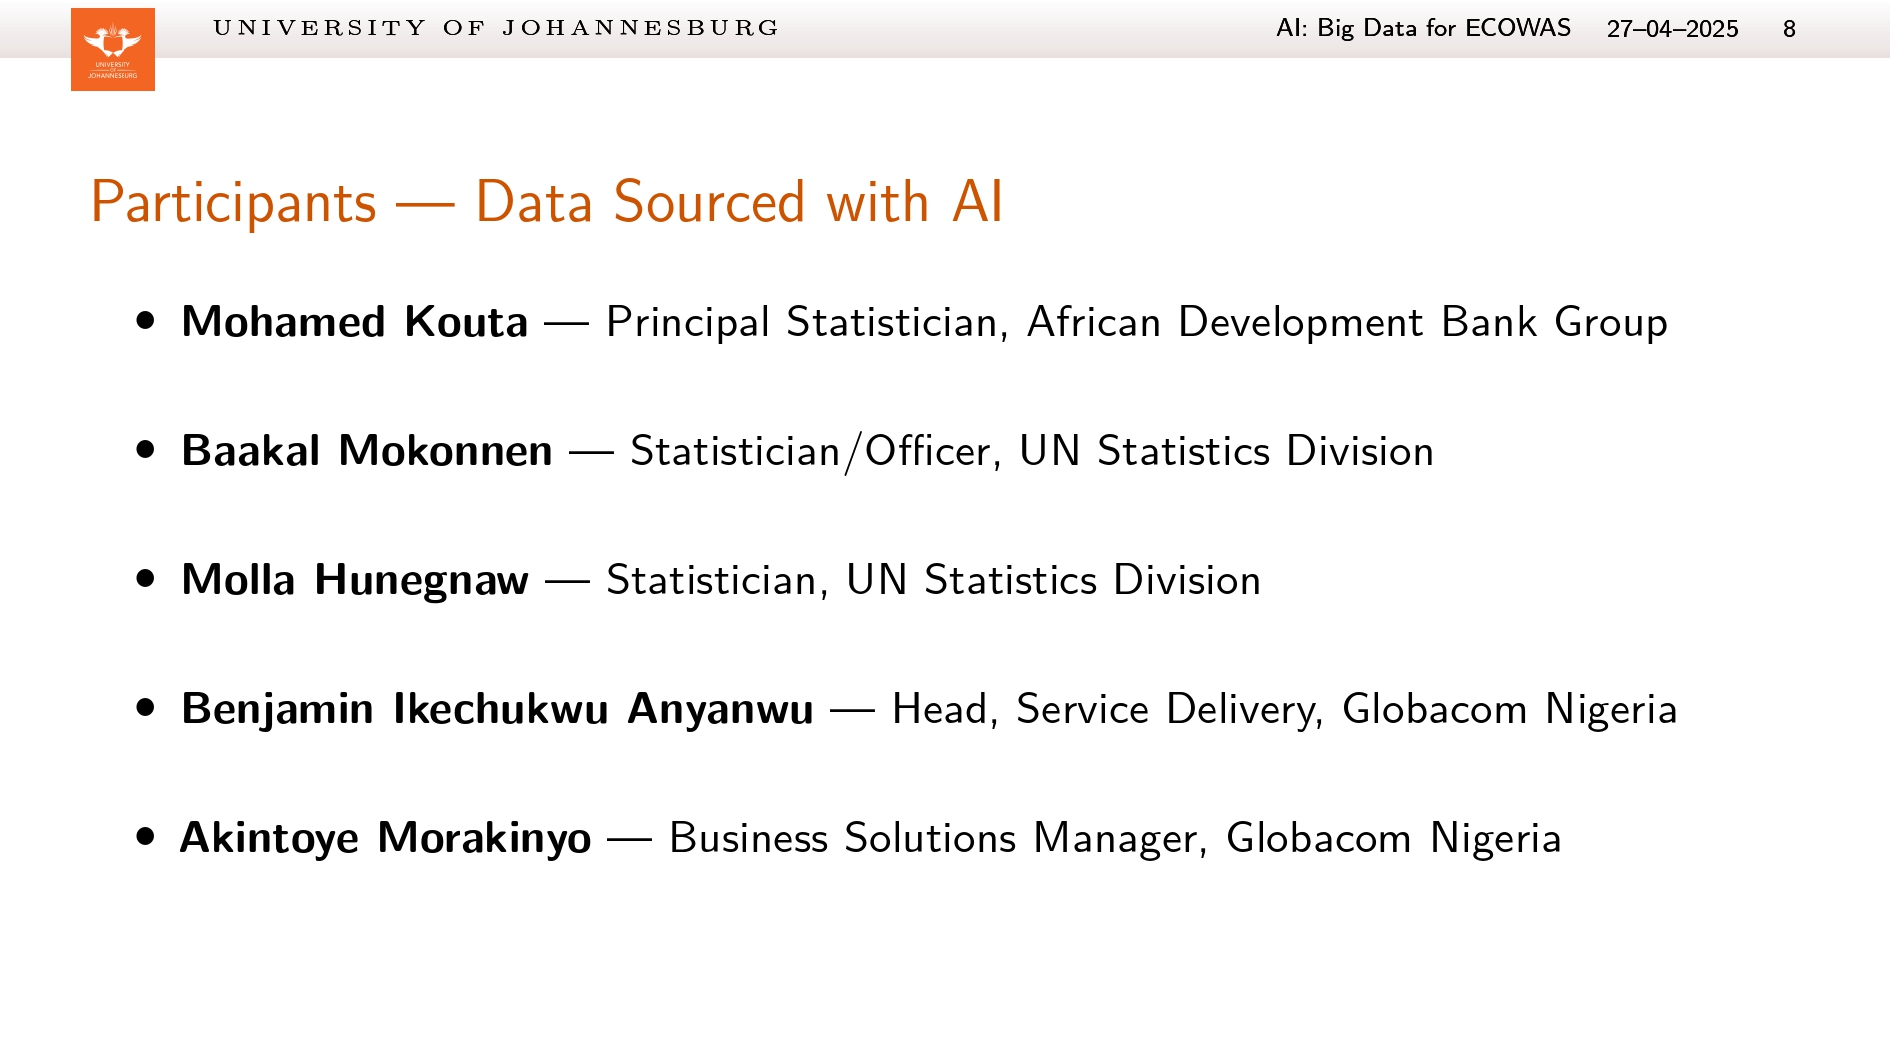 UNIVERSITY OF JOHANNESBURG
AI: Big Data for ECOWAS 27–04–2025 8
UNIVERSITY
OF
JOHANNESBURG
Participants — Data Sourced with AI
• Mohamed Kouta — Principal Statistician, African Development Bank Group
• Baakal Mokonnen — Statistician/Officer, UN Statistics Division
• Molla Hunegnaw — Statistician, UN Statistics Division
• Benjamin Ikechukwu Anyanwu — Head, Service Delivery, Globacom Nigeria
• Akintoye Morakinyo — Business Solutions Manager, Globacom Nigeria